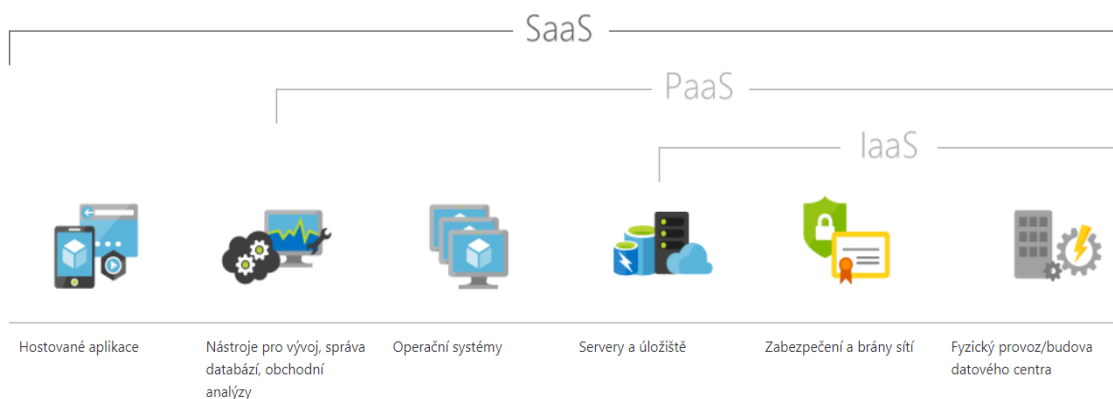 SaaS
PaaS
IaaS
Hostované aplikace
Nástroje pro vývoj, správa
databází, obchodní
analýzy
Operační systémy
Servery a úložiště
Zabezpečení a brány sítí
Fyzický provoz/budova
datového centra